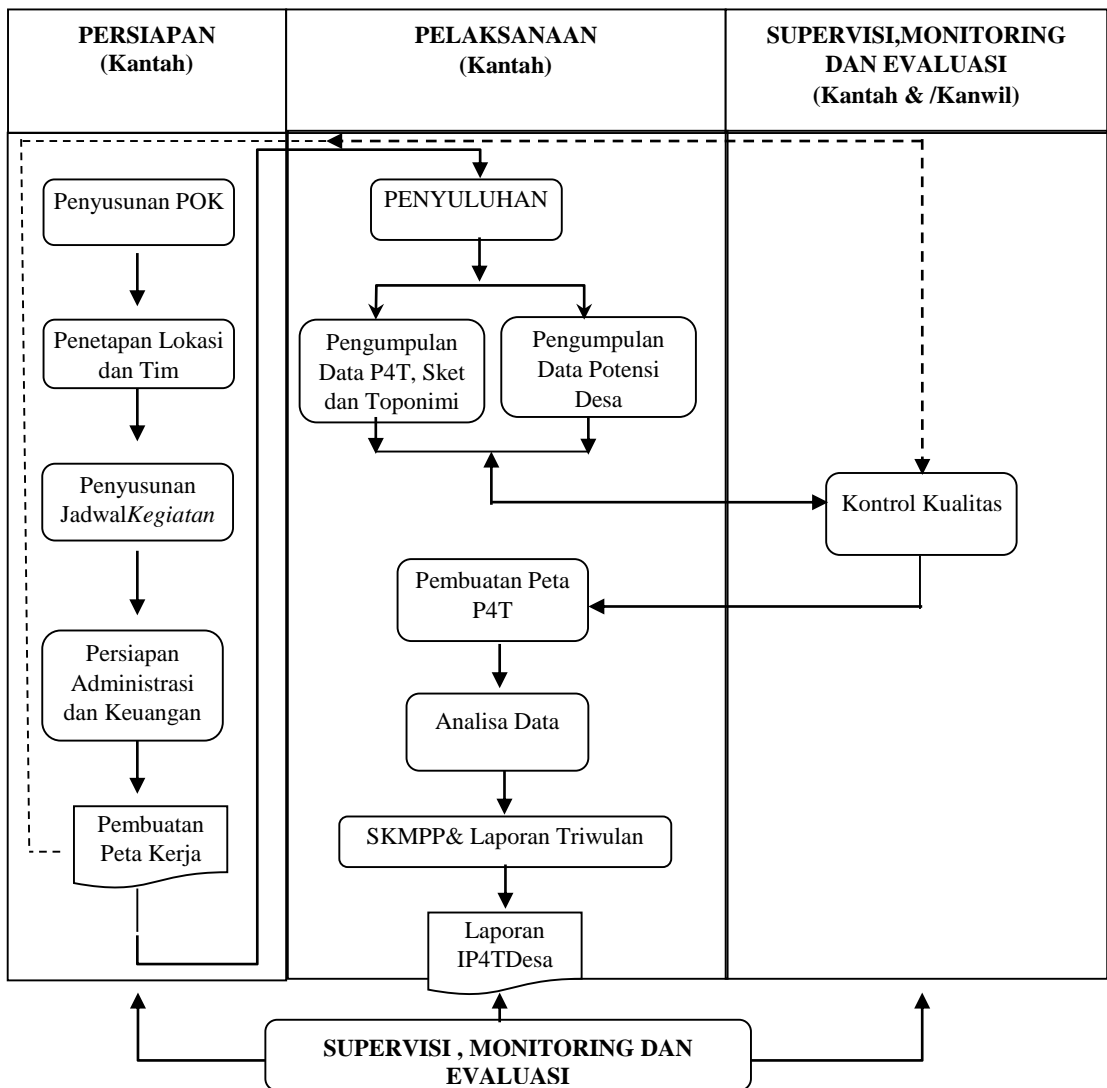 PERSIAPAN
(Kantah)
PELAKSANAAN
(Kantah)
SUPERVISI,MONITORING
DAN EVALUASI
(Kantah & /Kanwil)
Penyusunan POK
Penetapan Lokasi
dan Tim
Penyusunan
JadwalKegiatan
Persiapan
Administrasi
dan Keuangan
Pembuatan
Peta Kerja
PENYULUHAN
Pengumpulan
Data P4T, Sket
dan Toponimi
Pengumpulan
Data Potensi
Desa
Kontrol Kualitas
Pembuatan Peta
P4T
Analisa Data
SKMPP& Laporan Triwulan
Laporan
IP4TDesa
SUPERVISI , MONITORING DAN
EVALUASI